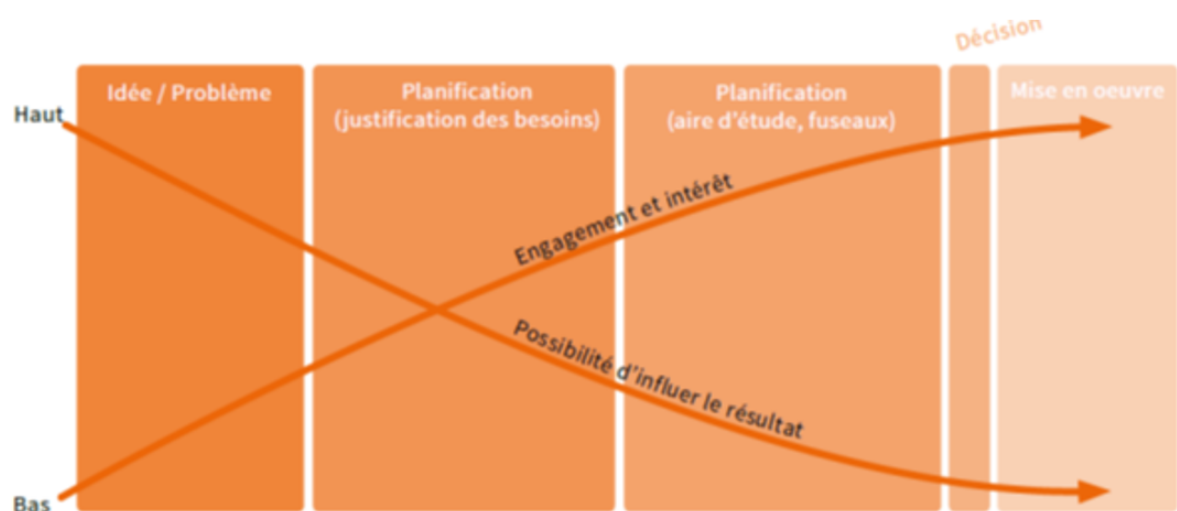 Décision
Idée / Problème
Planification
(justification des besoins)
Planification
(aire d'étude, fuseaux)
Mise en oeuvre
Haut
Engagement et intérêt
Possibilité d'influer le résultat
Bas